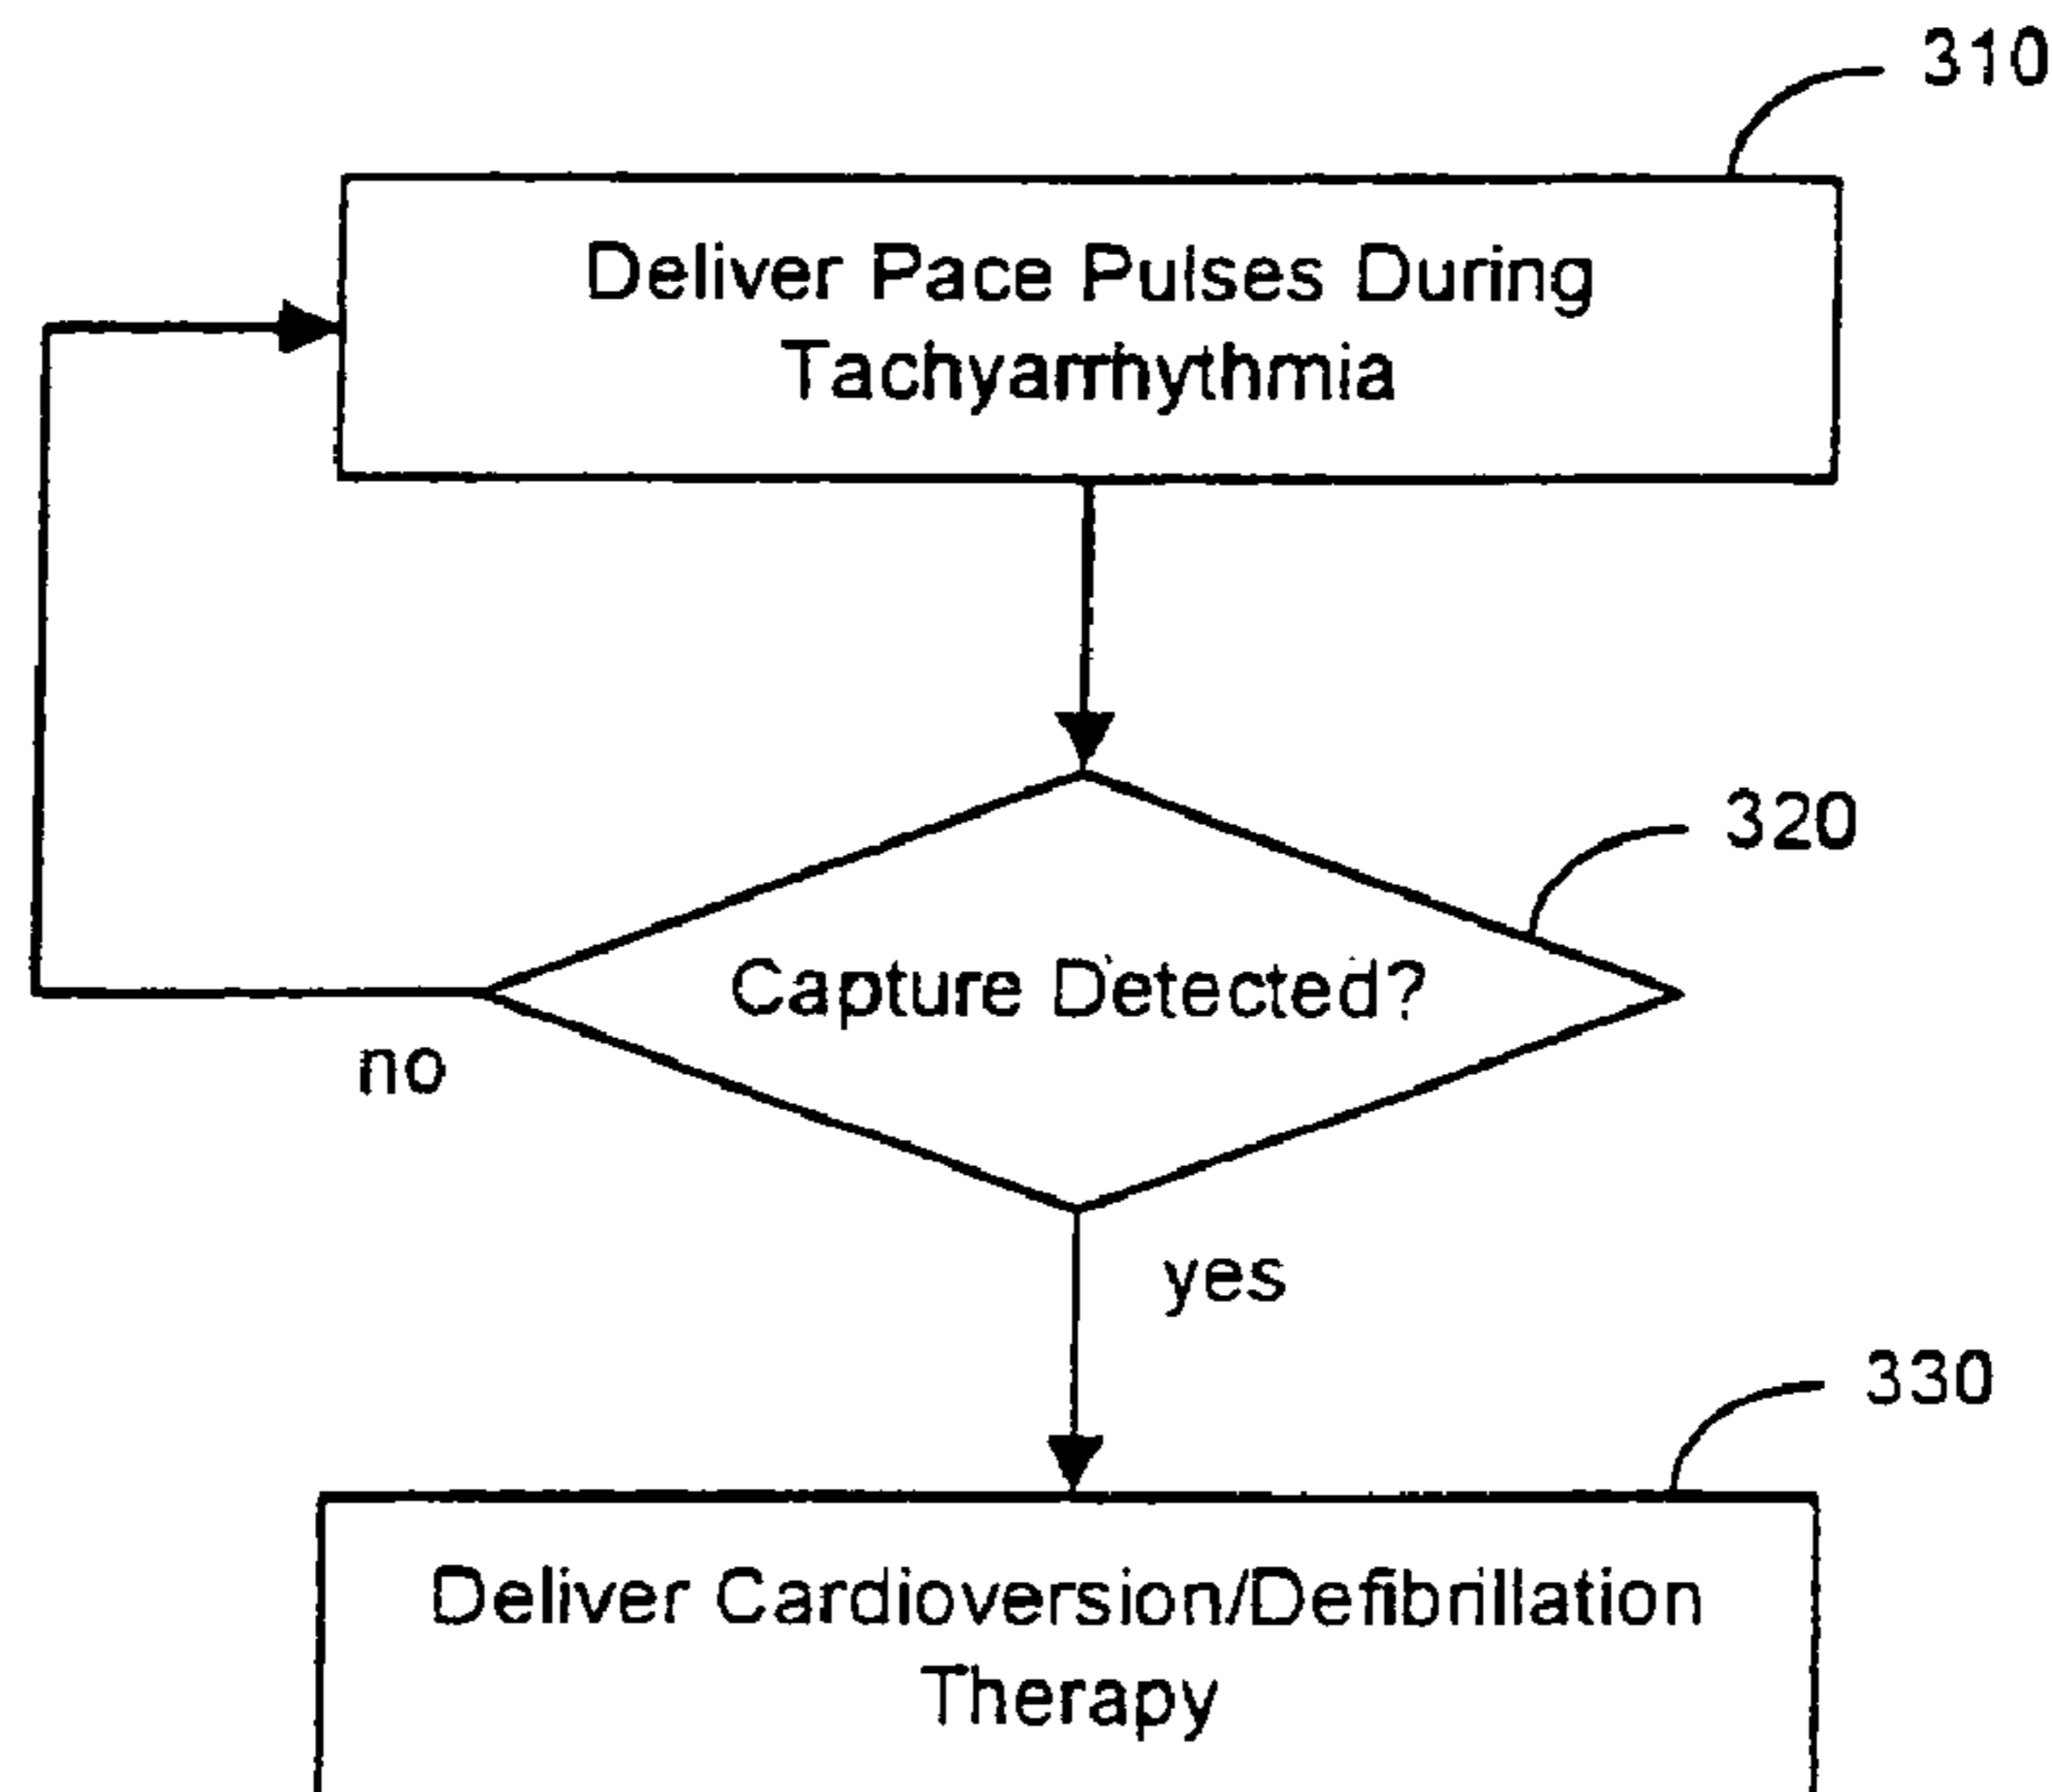 310
Deliver Pace Pulses During
Tachyarrhythmia
320
Capture Detected?
no
yes
330
Deliver Cardioversion/Defibrillation
Therapy